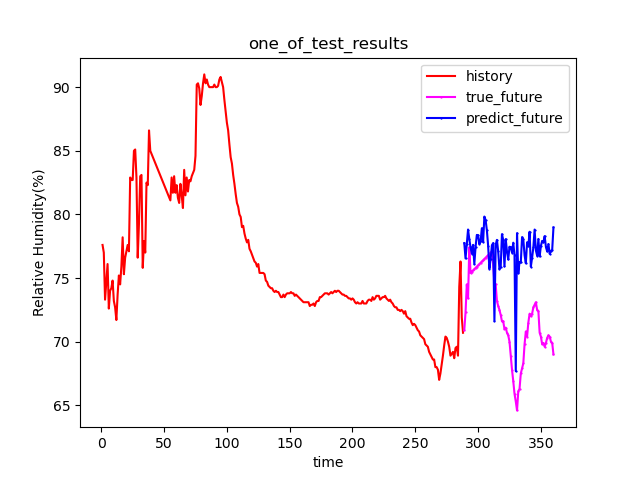 one_of_test_results
history
true_future
predict_future
Relative Humidity(%)
90
85
80
75
70
65
0 50 100 150 200 250 300 350
time